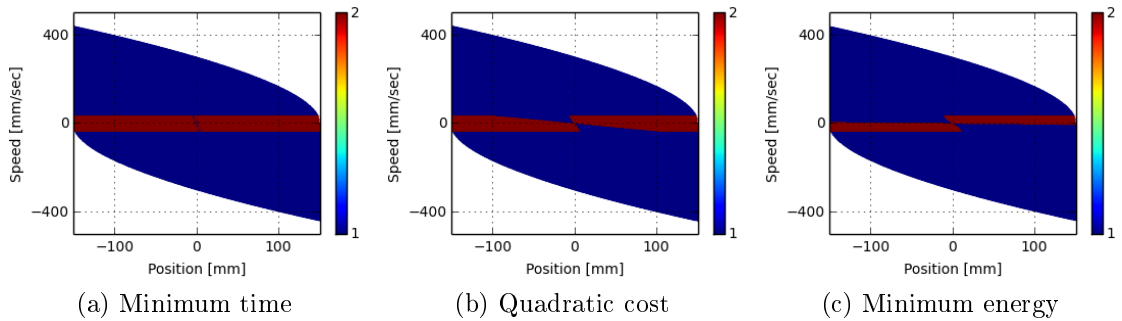 2
2
2
400
400
400
Speed [mm/sec]
Speed [mm/sec]
Speed [mm/sec]
0
0
0
−400
−400
−400
1
1
1
−100 0 100
−100 0 100
−100 0 100
Position [mm]
Position [mm]
Position [mm]
(a) Minimum time
(b) Quadratic cost
(c) Minimum energy